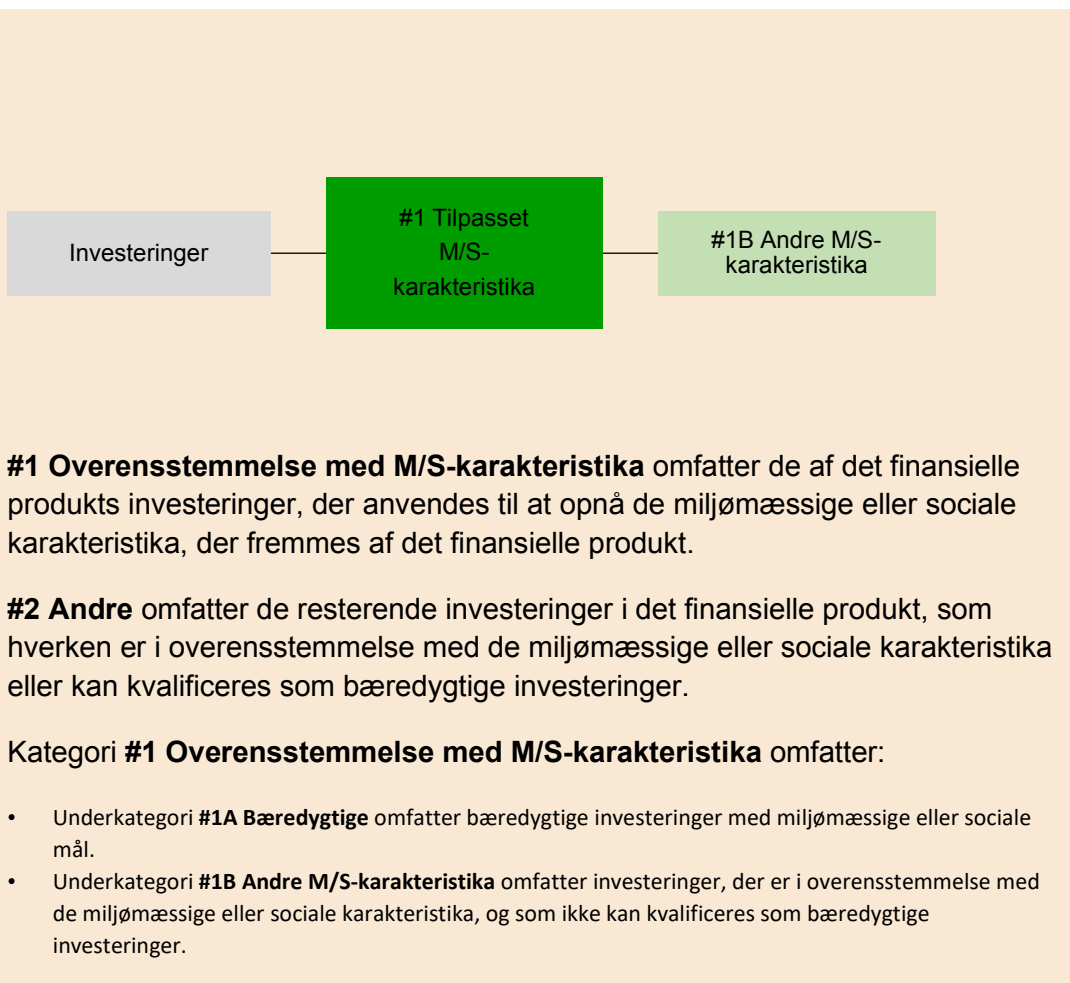 Investeringer
#1 Tilpasset
M/S-
karakteristika
#1B Andre M/S-
karakteristika
#1 Overensstemmelse med M/S-karakteristika omfatter de af det finansielle
produkts investeringer, der anvendes til at opnå de miljømæssige eller sociale
karakteristika, der fremmes af det finansielle produkt.
#2 Andre omfatter de resterende investeringer i det finansielle produkt, som
hverken er i overensstemmelse med de miljømæssige eller sociale karakteristika
eller kan kvalificeres som bæredygtige investeringer.
Kategori #1 Overensstemmelse med M/S-karakteristika omfatter:
• Underkategori #1A Bæredygtige omfatter bæredygtige investeringer med miljømæssige eller sociale
mål.
• Underkategori #1B Andre M/S-karakteristika omfatter investeringer, der er i overensstemmelse med
de miljømæssige eller sociale karakteristika, og som ikke kan kvalificeres som bæredygtige
investeringer.